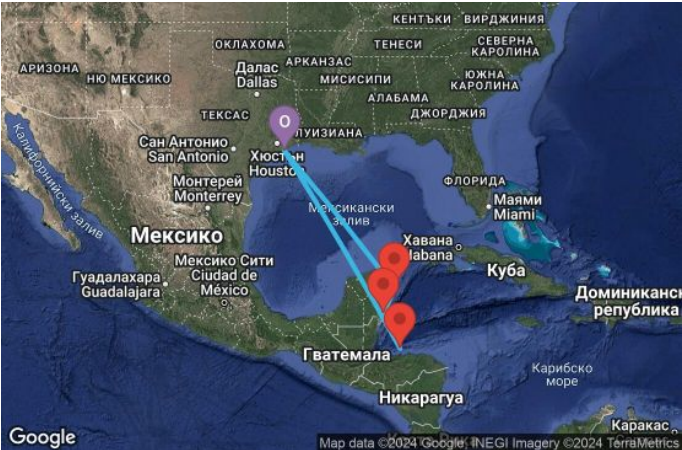 КЕНТЪКИ
ВИРДЖИНИЯ
ОКЛАХОМА
ТЕНЕСИ
СЕВЕРНА
КАРОЛИНА
АРИЗОНА
НЮ МЕКСИКО
Далас
Dallas
АРКАНЗАС
МИСИСИПИ
ЮЖНА
КАРОЛИНА
АЛАБАМА
ДЖОРДЖИЯ
ТЕКСАС
O
ЛУИЗИАНА
Сан Антонио
San Antonio
Хюстън
Houston
Калифорнийски
залив
Монтерей
Monterrey
ФЛОРИДА
Маями
Miami
Мексикански
залив
Мексико
Хавана
Habana
Куба
Гуадалахара
Guadalajara
Мексико Сити
Ciudad de
México
Доминиканск
република
Гватемала
Карибско
море
Никарагуа
Каракас
Google
Map data ©2024 Google, INEGI Imagery ©2024 TerraMetrics